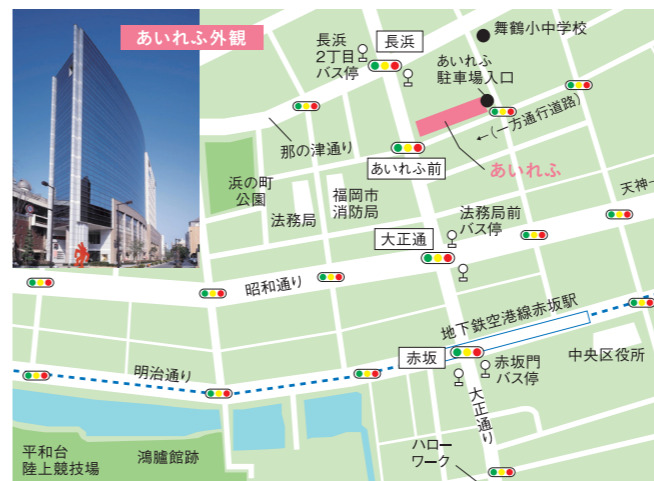 あいれふ外観
長浜
2丁目
バス停
長浜
舞鶴小中学校
あいれふ
駐車場入口
←(一方通行道路)
那の津通り
あいれふ前
あいれふ
浜の町
公園
法務局
福岡市
消防局
天神→
法務局前
バス停
大正通
昭和通り
地下鉄空港線赤坂駅
赤坂
赤坂門
バス停
中央区役所
明治通り
大正通り
平和台
陸上競技場
鴻臚館跡
ハロー
ワーク